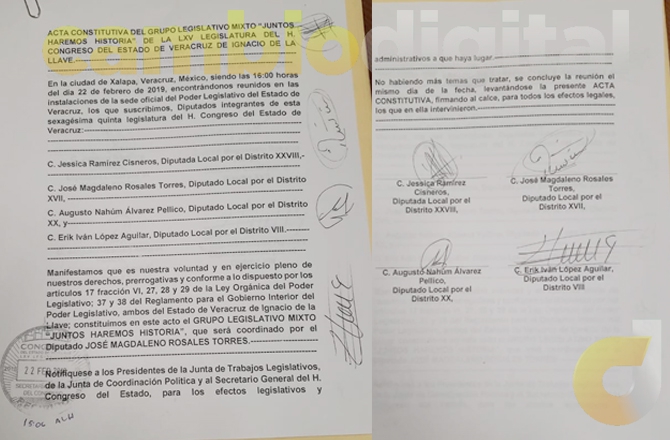 cambiodigital
ACTA CONSTITUTIVA DEL GRUPO LEGISLATIVO MIXTO "JUNTOS
HAREMOS HISTORIA" DE LA LXV LEGISLATURA DEL H.
CONGRESO DEL ESTADO DE VERACRUZ DE IGNACIO DE LA
LLAVE.
En la ciudad de Xalapa, Veracruz, México, siendo las 16:00 horas
del día 22 de febrero de 2019, encontrándonos reunidos en las
instalaciones de la sede oficial del Poder Legislativo del Estado de
Veracruz, los que suscribimos, Diputados integrantes de esta
sexagésima quinta legislatura del H. Congreso del Estado de
Veracruz:
C. Jessica Ramírez Cisneros, Diputada Local por el Distrito XXVIII,-
C. José Magdaleno Rosales Torres, Diputado Local por el Distrito
XVII,
C. Augusto Nahúm Álvarez Pellico, Diputado Local por el Distrito
XX, y
C. Erik Iván López Aguilar, Diputado Local por el Distrito VIII.
Manifestamos que es nuestra voluntad y en ejercicio pleno de
nuestros derechos, prerrogativas y conforme a lo dispuesto por los
artículos 17 fracción VI, 27, 28 y 29 de la Ley Orgánica del Poder
Legislativo; 37 y 38 del Reglamento para el Gobierno Interior del
Poder Legislativo, ambos del Estado de Veracruz de Ignacio de la
Llave; constituimos en este acto el GRUPO LEGISLATIVO MIXTO
"JUNTOS HAREMOS HISTORIA", que será coordinado por el
Diputado JOSÉ MAGDALENO ROSALES TORRES.
Notifíquese a los Presidentes de la Junta de Trabajos Legislativos,
de la Junta de Coordinación Política y al Secretario General del H.
Congreso del Estado, para los efectos legislativos y
22 FEB
15:06 ALH
administrativos a que haya lugar.
No habiendo más temas que tratar, se concluye la reunión el
mismo día de la fecha, levantándose la presente ACTA
CONSTITUTIVA, firmando al calce, para todos los efectos legales,
los que en ella intervinieron.
C. Jessica Ramírez
Cisneros,
Diputada Local por el
Distrito XXVIII,
C. José Magdaleno Rosales
Torres,
Diputado Local por el
Distrito XVII,
C. Augusto Nahúm Álvarez
Pellico,
Diputado Local por el
Distrito XX,
C. Erik Iván López Aguilar,
Diputado Local por el
Distrito VIII